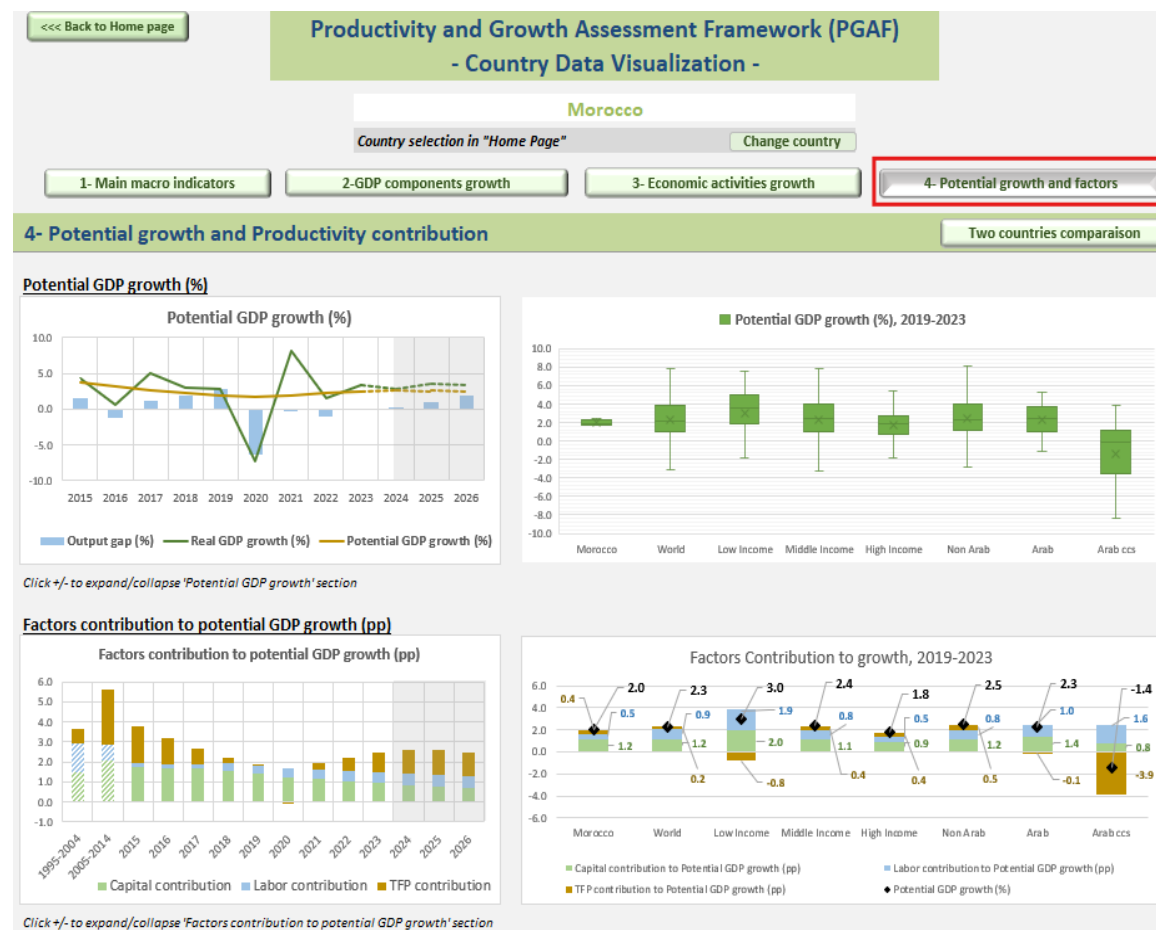 <<< Back to Home page
Productivity and Growth Assessment Framework (PGAF)
- Country Data Visualization -
Morocco
Country selection in "Home Page"
Change country
1- Main macro indicators
2-GDP components growth
3- Economic activities growth
4- Potential growth and factors
4- Potential growth and Productivity contribution
Two countries comparaison
Potential GDP growth (%)
Potential GDP growth (%)
10.0
5.0
0.0
-5.0
-10.0
2015 2016 2017 2018 2019 2020 2021 2022 2023 2024 2025 2026
Output gap (%) Real GDP growth (%) Potential GDP growth (%)
Potential GDP growth (%), 2019-2023
10.0
8.0
6.0
4.0
2.0
0.0
-2.0
-4.0
-6.0
-8.0
-10.0
Morocco World Low Income Middle Income High Income Non Arab Arab Arab ccs
Click +/- to expand/collapse 'Potential GDP growth' section
Factors contribution to potential GDP growth (pp)
Factors contribution to potential GDP growth (pp)
6.0
5.0
4.0
3.0
2.0
1.0
0.0
-1.0
1995-2004 2005-2014 2015 2016 2017 2018 2019 2020 2021 2022 2023 2024 2025 2026
Capital contribution Labor contribution TFP contribution
Factors Contribution to growth, 2019-2023
6.0
4.0
2.0
0.0
-2.0
-4.0
-6.0
0.4 2.0 0.5 1.2
2.3 0.9 1.2 0.2
3.0 1.9 2.0 -0.8
2.4 0.8 1.1 0.4
1.8 0.5 0.9 0.4
2.5 0.8 1.2 0.5
2.3 1.0 1.4 -0.1
-1.4 1.6 0.8 -3.9
Morocco World Low Income Middle Income High Income Non Arab Arab Arab ccs
Capital contribution to Potential GDP growth (pp) Labor contribution to Potential GDP growth (pp)
TFP contribution to Potential GDP growth (pp) Potential GDP growth (%)
Click +/- to expand/collapse 'Factors contribution to potential GDP growth' section